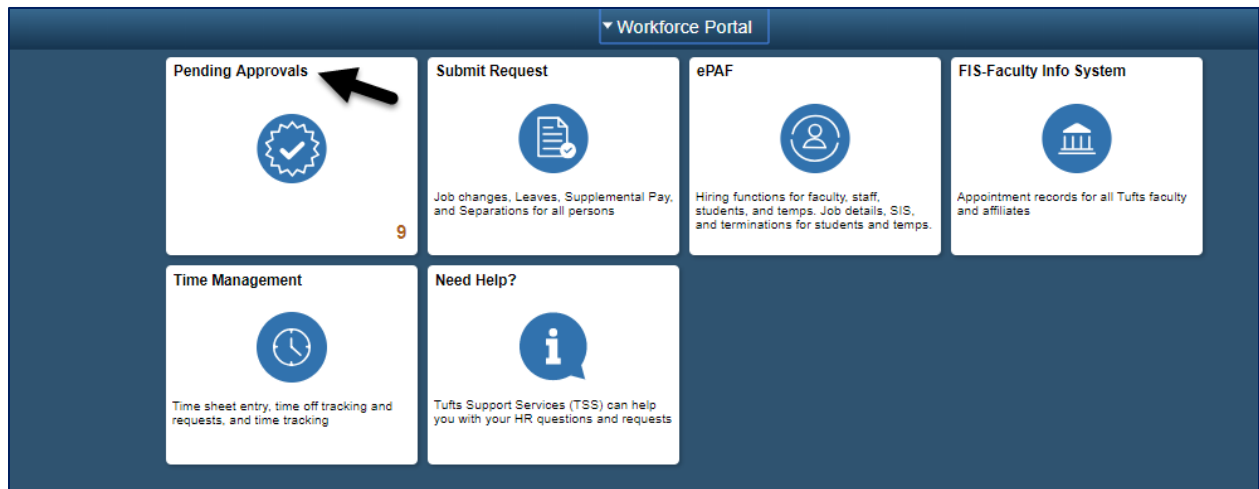 Workforce Portal
Pending Approvals
9
Submit Request
Job changes, Leaves, Supplemental Pay,
and Separations for all persons
ePAF
Hiring functions for faculty, staff,
students, and temps. Job details, SIS,
and terminations for students and temps.
FIS-Faculty Info System
Appointment records for all Tufts faculty
and affiliates
Time Management
Time sheet entry, time off tracking and
requests, and time tracking
Need Help?
Tufts Support Services (TSS) can help
you with your HR questions and requests